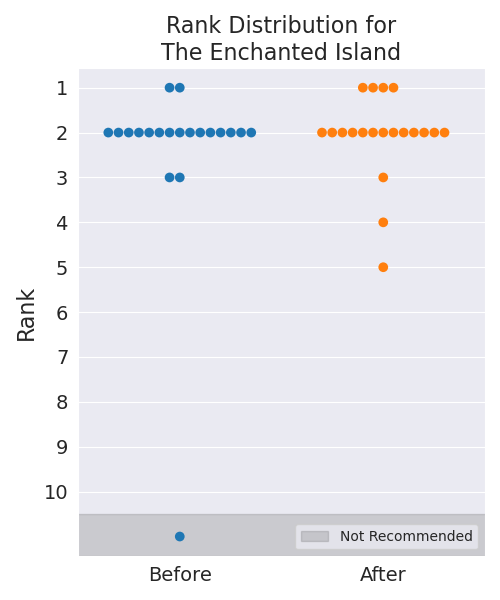 Rank Distribution for
The Enchanted Island
Rank
1
2
3
4
5
6
7
8
9
10
Not Recommended
Before
After